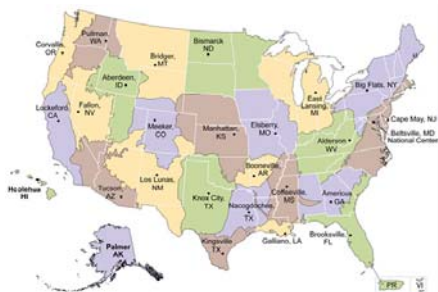 Pullman,
WA
Corvallis,
OR
Bridger,
MT
Bismarck
ND
Aberdeen,
ID
Lockeford,
CA
Fallon,
NV
Meeker,
CO
Manhattan,
KS
Elsberry,
MO
East
Lansing,
MI
Big Flats, NY
Cape May, NJ
Beltsville, MD
National Center
Alderson
WV
Tucson,
AZ
Los Lunas,
NM
Knox City,
TX
Booneville,
AR
Coffeeville,
MS
Americus
GA
Nacogdoches,
TX
Kingsville
TX
Galliano, LA
Brooksville,
FL
Hoolehua
HI
Palmer
AK
PR
VI